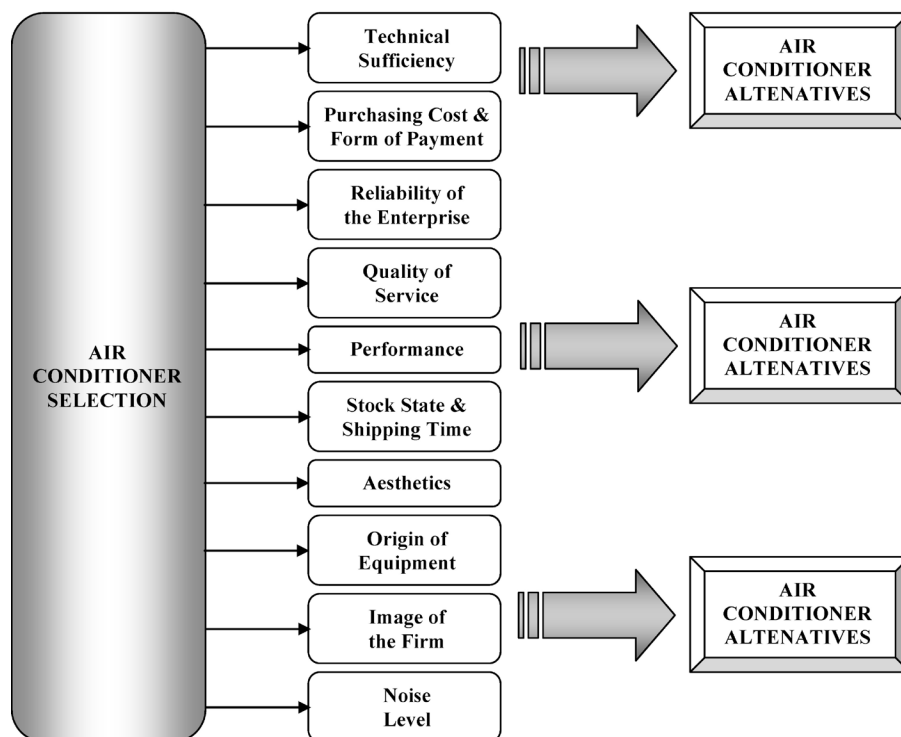 AIR
CONDITIONER
SELECTION
Technical
Sufficiency
Purchasing Cost &
Form of Payment
Reliability of
the Enterprise
Quality of
Service
Performance
Stock State &
Shipping Time
Aesthetics
Origin of
Equipment
Image of
the Firm
Noise
Level
AIR
CONDITIONER
ALTENATIVES
AIR
CONDITIONER
ALTENATIVES
AIR
CONDITIONER
ALTENATIVES